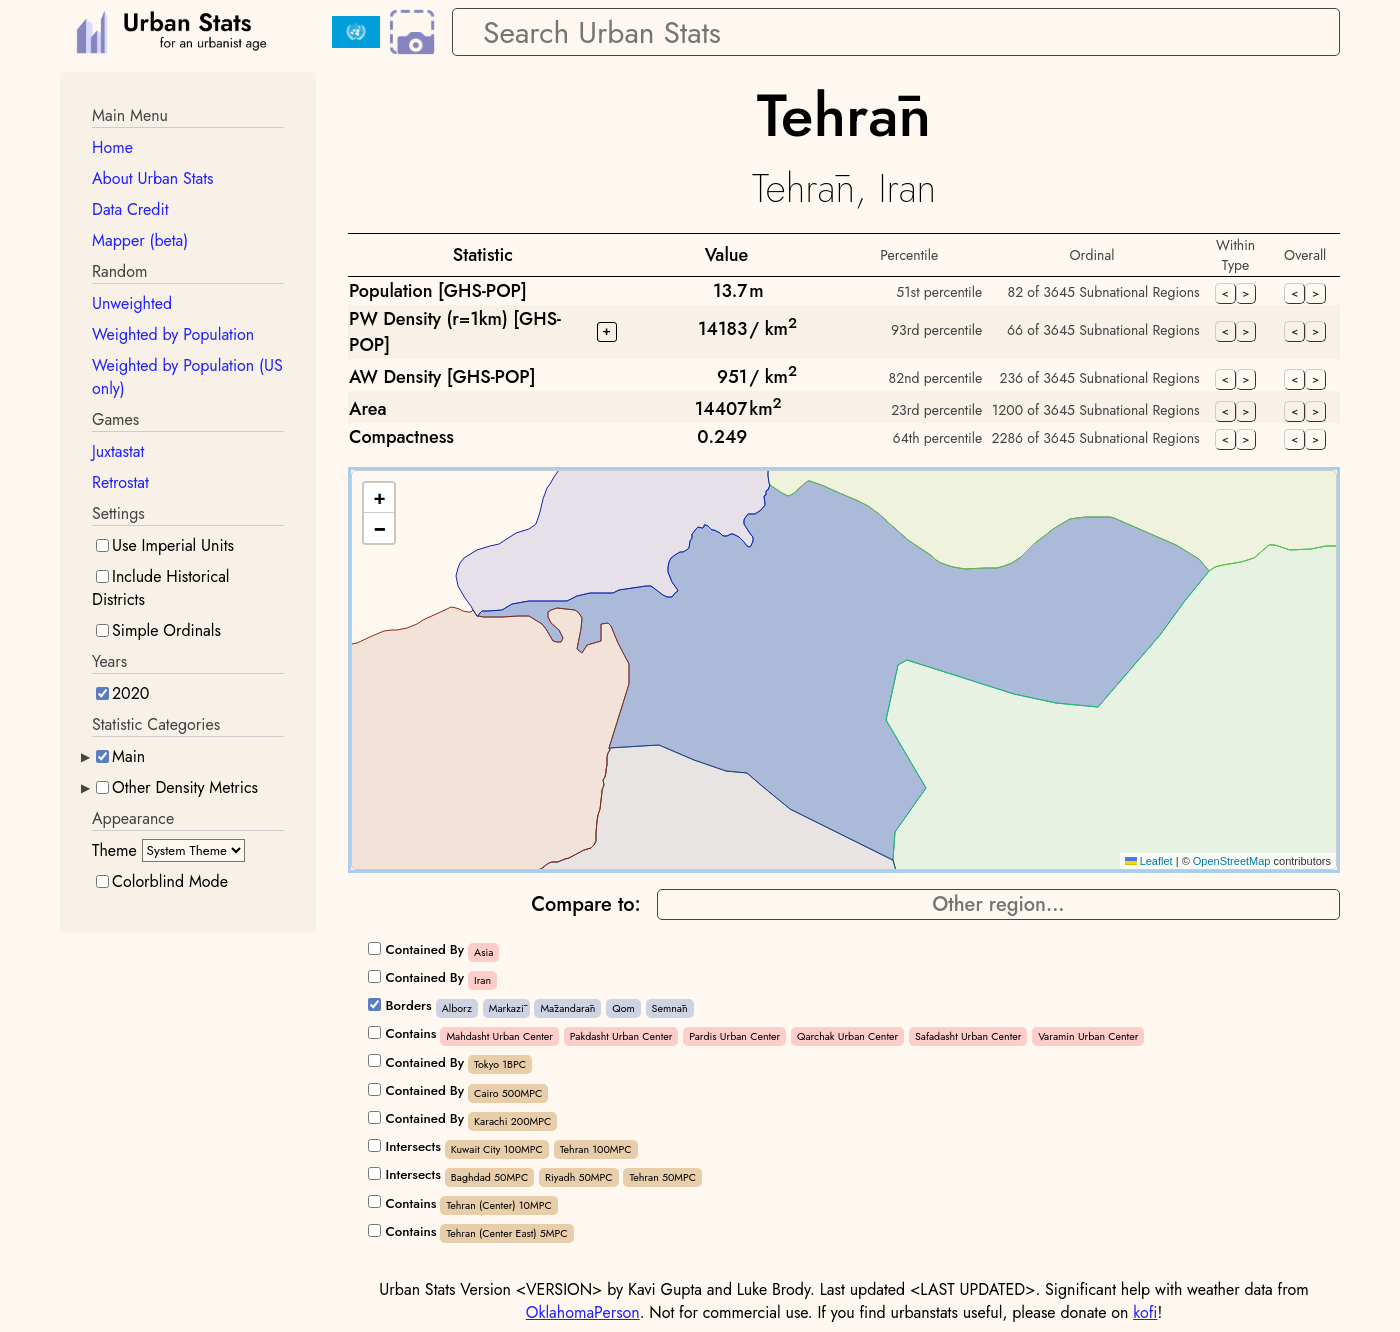 Urban Stats
for an urbanist age
Search Urban Stats
Main Menu
Home
About Urban Stats
Data Credit
Mapper (beta)
Random
Unweighted
Weighted by Population
Weighted by Population (US
only)
Games
Juxtastat
Retrostat
Settings
Use Imperial Units
Include Historical
Districts
Simple Ordinals
Years
2020
Statistic Categories
▶ Main
▶ Other Density Metrics
Appearance
Theme System Theme
Colorblind Mode
Tehrān
Tehrān, Iran
Statistic Value Percentile Ordinal Within Type Overall
Population [GHS-POP] 13.7 m 51st percentile 82 of 3645 Subnational Regions < > < >
PW Density (r=1km) [GHS-
POP] + 14183 / km² 93rd percentile 66 of 3645 Subnational Regions < > < >
AW Density [GHS-POP] 951 / km² 82nd percentile 236 of 3645 Subnational Regions < > < >
Area 14407 km² 23rd percentile 1200 of 3645 Subnational Regions < > < >
Compactness 0.249 64th percentile 2286 of 3645 Subnational Regions < > < >
+
−
Leaflet | © OpenStreetMap contributors
Compare to: Other region...
Contained By Asia
Contained By Iran
Borders Alborz Markazī Māzandarān Qom Semnān
Contains Mahdasht Urban Center Pakdasht Urban Center Pardis Urban Center Qarchak Urban Center Safadasht Urban Center Varamin Urban Center
Contained By Tokyo 1BPC
Contained By Cairo 500MPC
Contained By Karachi 200MPC
Intersects Kuwait City 100MPC Tehran 100MPC
Intersects Baghdad 50MPC Riyadh 50MPC Tehran 50MPC
Contains Tehran (Center) 10MPC
Contains Tehran (Center East) 5MPC
Urban Stats Version <VERSION> by Kavi Gupta and Luke Brody. Last updated <LAST UPDATED>. Significant help with weather data from
OklahomaPerson. Not for commercial use. If you find urbanstats useful, please donate on kofi!